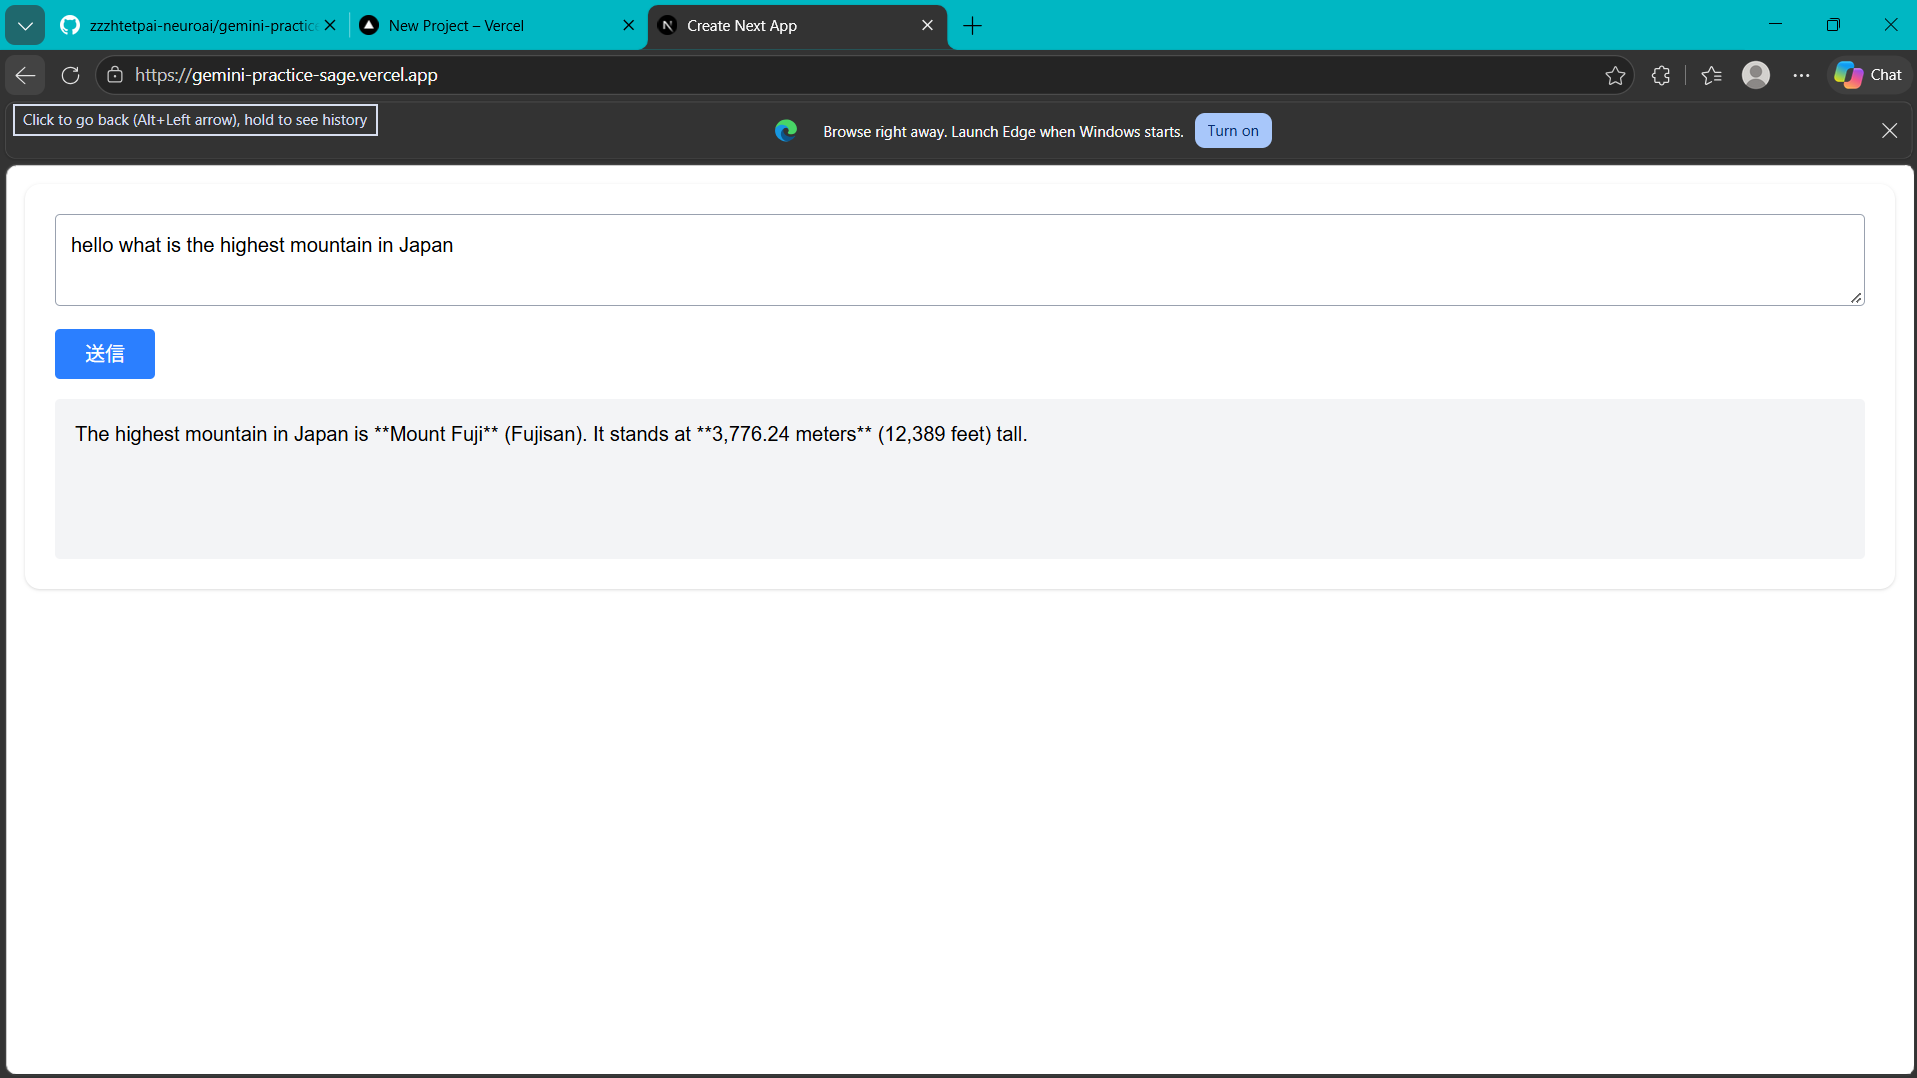 zzzhtetpai-neuroai/gemini-practice
New Project – Vercel
Create Next App
https://gemini-practice-sage.vercel.app
Chat
Click to go back (Alt+Left arrow), hold to see history
Browse right away. Launch Edge when Windows starts.
Turn on
hello what is the highest mountain in Japan
送信
The highest mountain in Japan is **Mount Fuji** (Fujisan). It stands at **3,776.24 meters** (12,389 feet) tall.